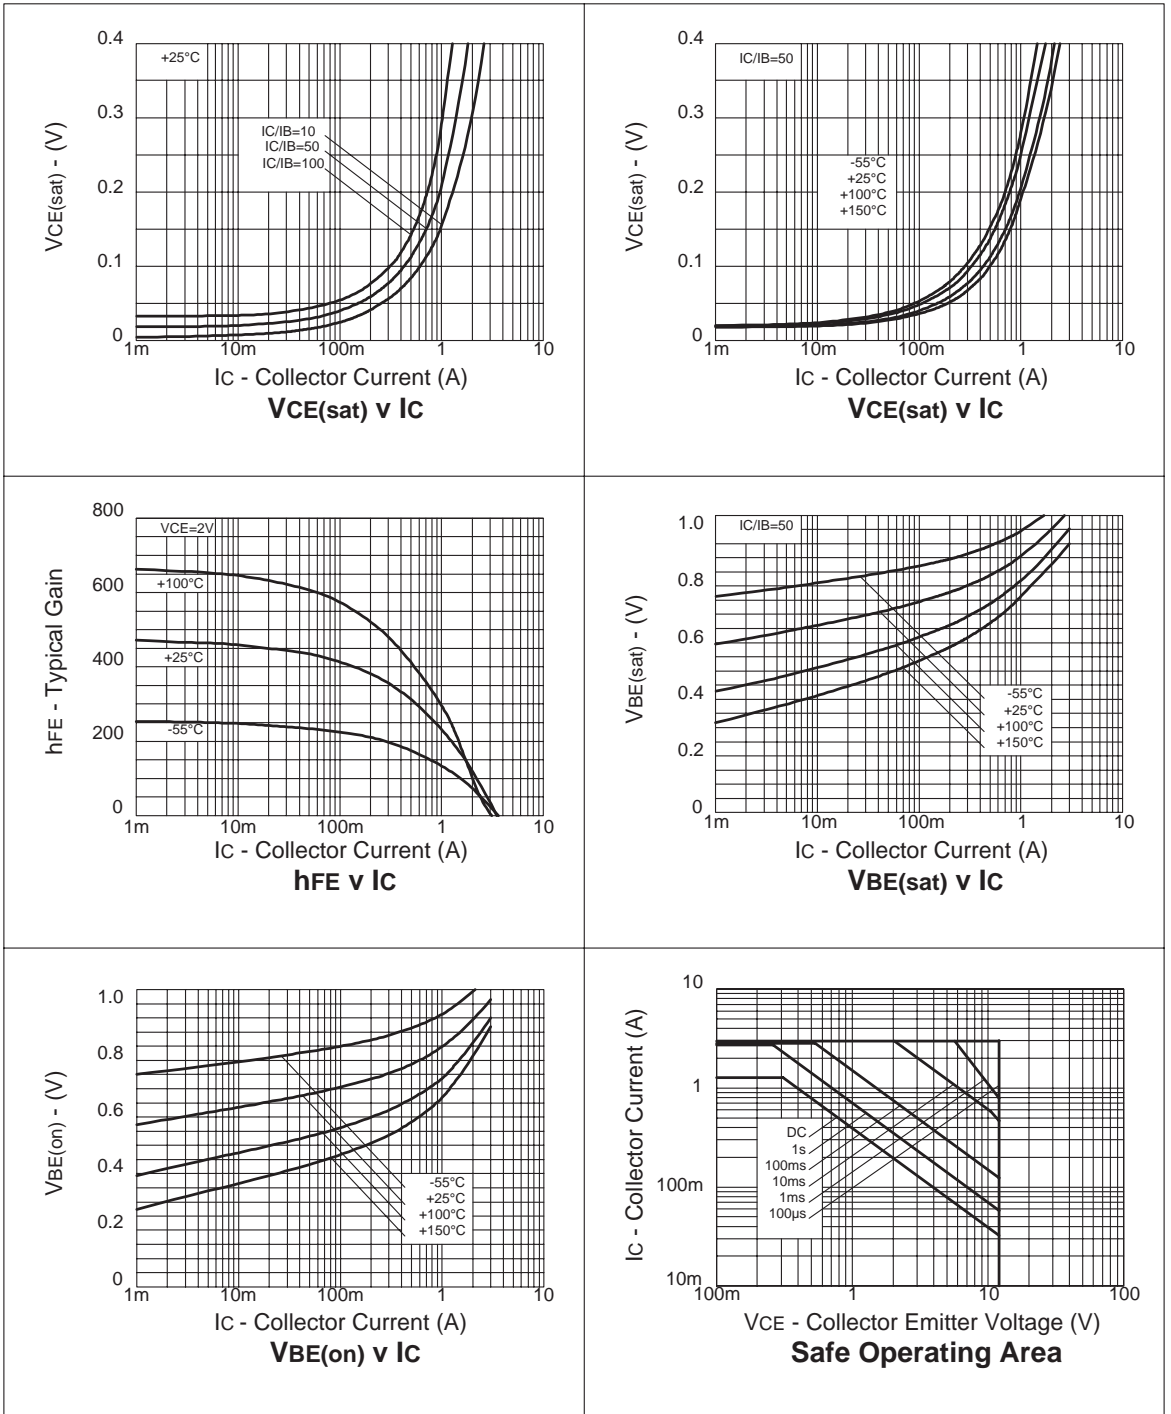 0.4
+25°C
0.3
IC/IB=10
IC/IB=50
IC/IB=100
0.2
0.1
0
VCE(sat) - (V)
1m 10m 100m 1 10
IC - Collector Current (A)
VCE(sat) v IC
0.4
IC/IB=50
0.3
-55°C
+25°C
+100°C
+150°C
0.2
0.1
0
VCE(sat) - (V)
1m 10m 100m 1 10
IC - Collector Current (A)
VCE(sat) v IC
800
VCE=2V
600
+100°C
400
+25°C
200
-55°C
0
hFE - Typical Gain
1m 10m 100m 1 10
IC - Collector Current (A)
hFE v IC
1.0
IC/IB=50
0.8
0.6
0.4
-55°C
+25°C
+100°C
+150°C
0.2
0
VBE(sat) - (V)
1m 10m 100m 1 10
IC - Collector Current (A)
VBE(sat) v IC
1.0
0.8
0.6
0.4
-55°C
+25°C
+100°C
+150°C
0.2
0
VBE(on) - (V)
1m 10m 100m 1 10
IC - Collector Current (A)
VBE(on) v IC
10
1
DC
1s
100ms
10ms
1ms
100µs
100m
10m
IC - Collector Current (A)
100m 1 10 100
VCE - Collector Emitter Voltage (V)
Safe Operating Area